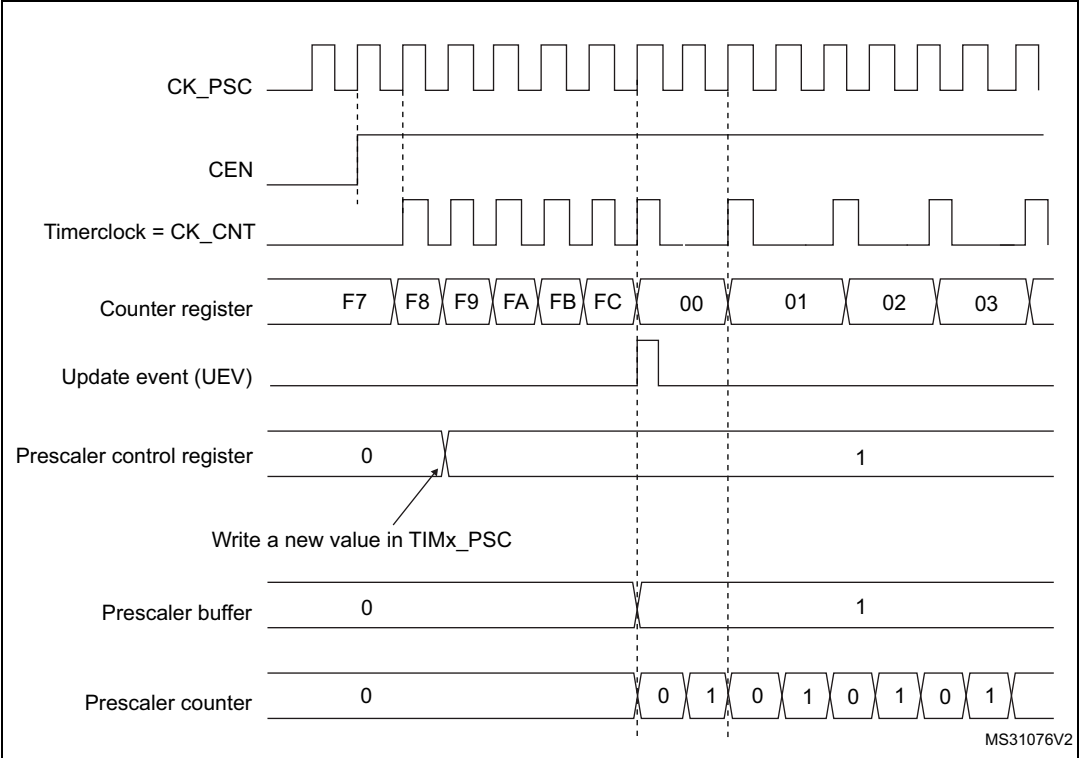 CK_PSC
CEN
Timerclock = CK_CNT
Counter register F7 F8 F9 FA FB FC 00 01 02 03
Update event (UEV)
Prescaler control register 0 1
Write a new value in TIMx_PSC
Prescaler buffer 0 1
Prescaler counter 0 0 1 0 1 0 1 0 1
MS31076V2